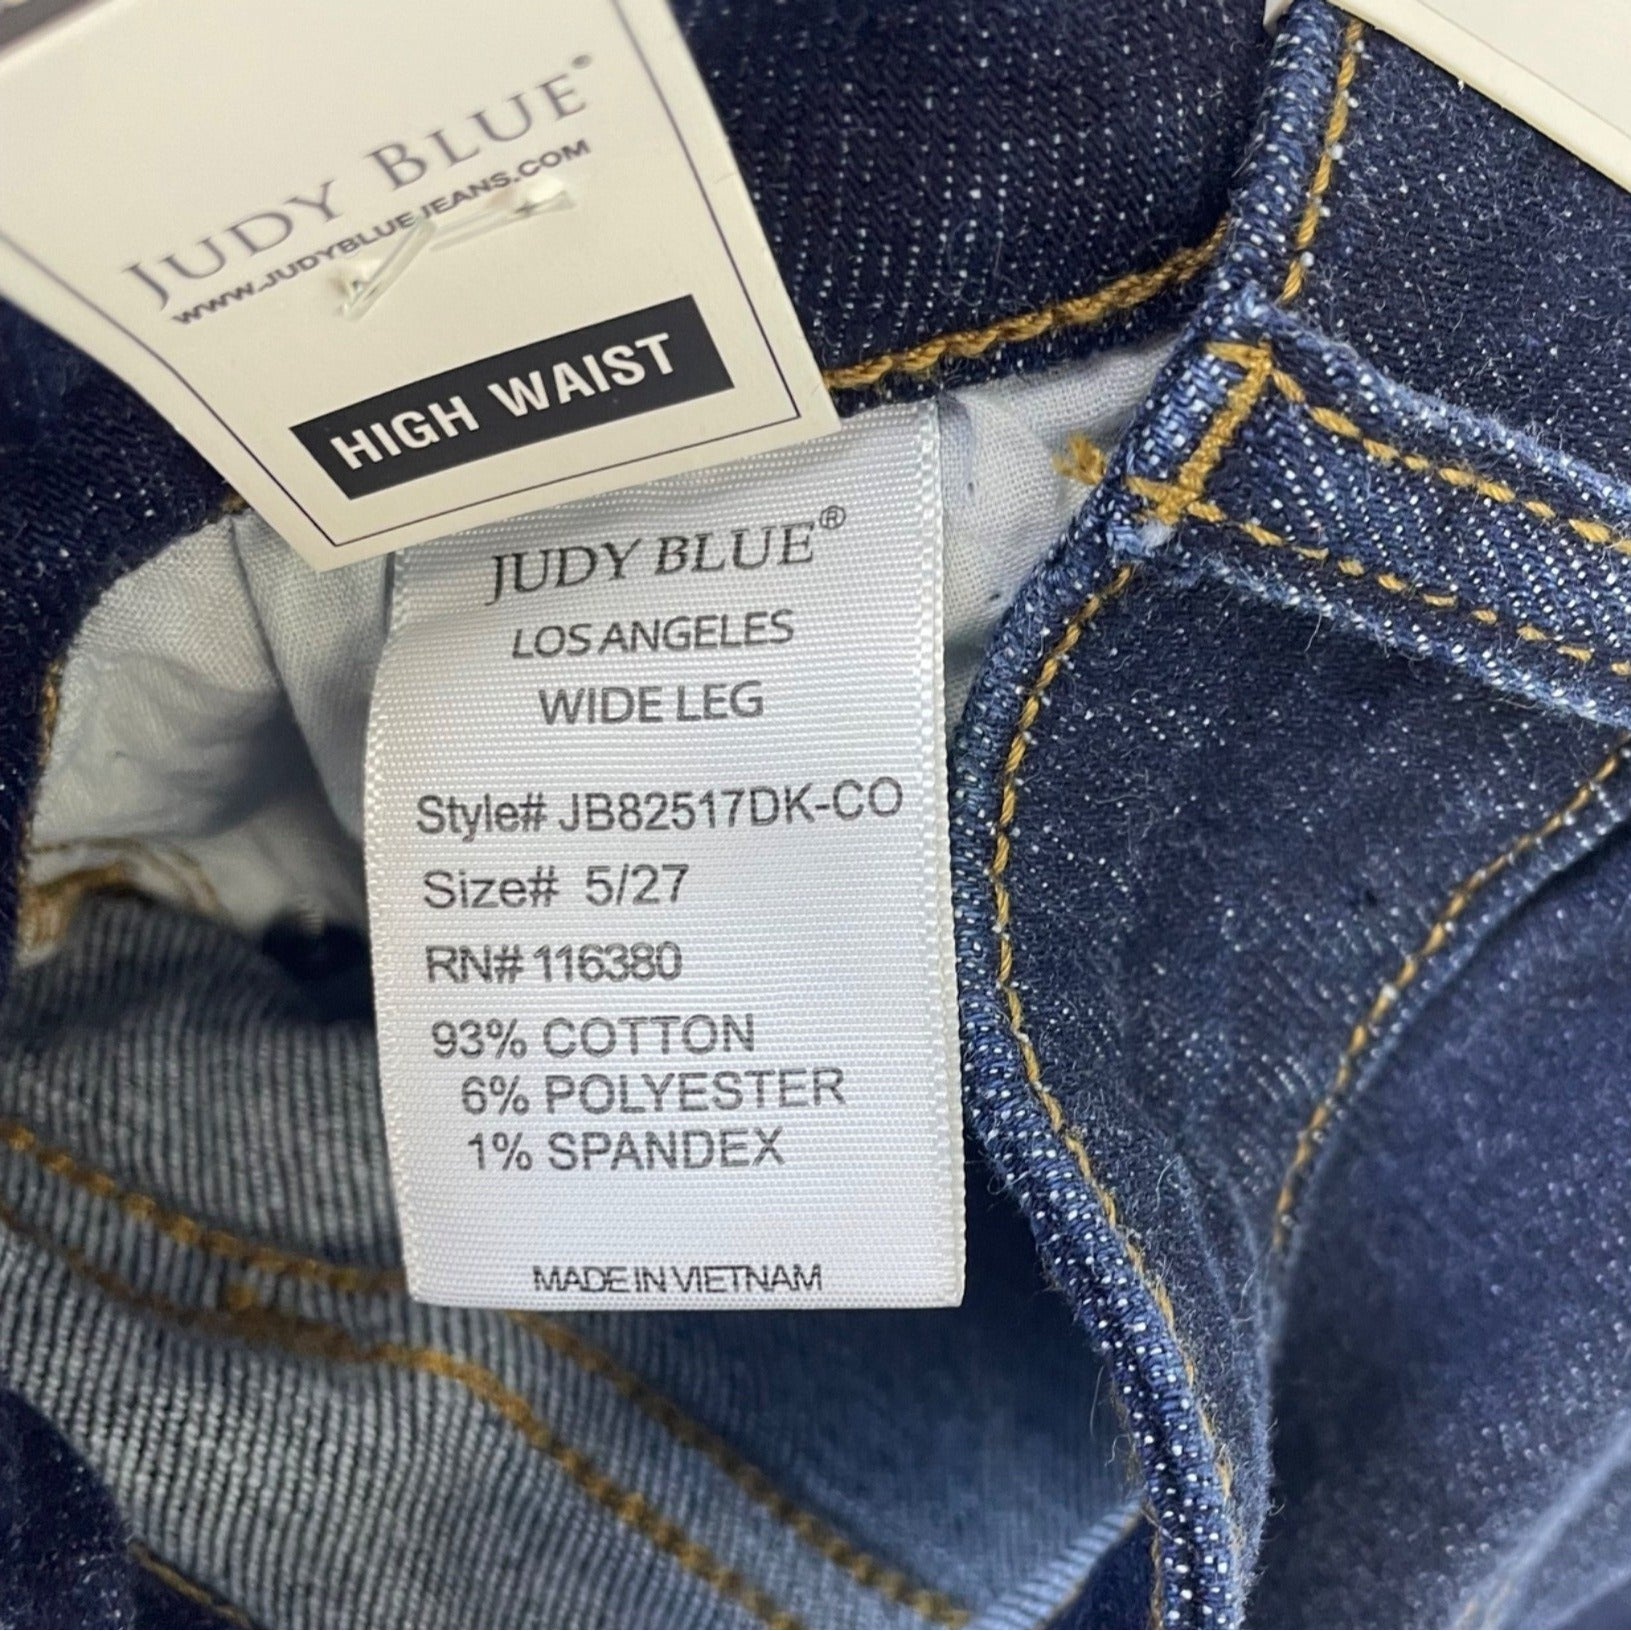 JUDY BLUE®
WWW.JUDYBLUEJEANS.COM
HIGH WAIST
JUDY BLUE®
LOS ANGELES
WIDE LEG
Style# JB82517DK-CO
Size# 5/27
RN# 116380
93% COTTON
6% POLYESTER
1% SPANDEX
MADE IN VIETNAM